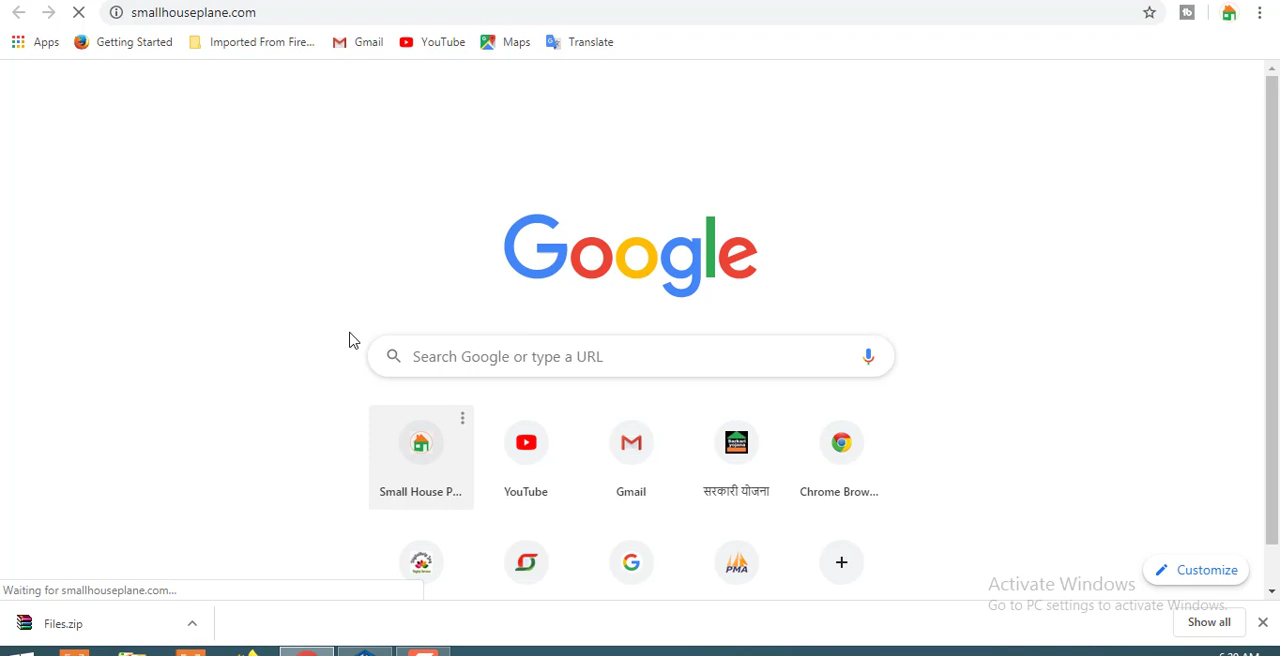 smallhouseplane.com
Apps Getting Started Imported From Fire... Gmail YouTube Maps Translate
Google
Search Google or type a URL
Small House P... YouTube Gmail सरकारी योजना Chrome Brow...
PMA
Customize
Activate Windows
Go to PC settings to activate Windows.
Waiting for smallhouseplane.com...
Files.zip
Show all